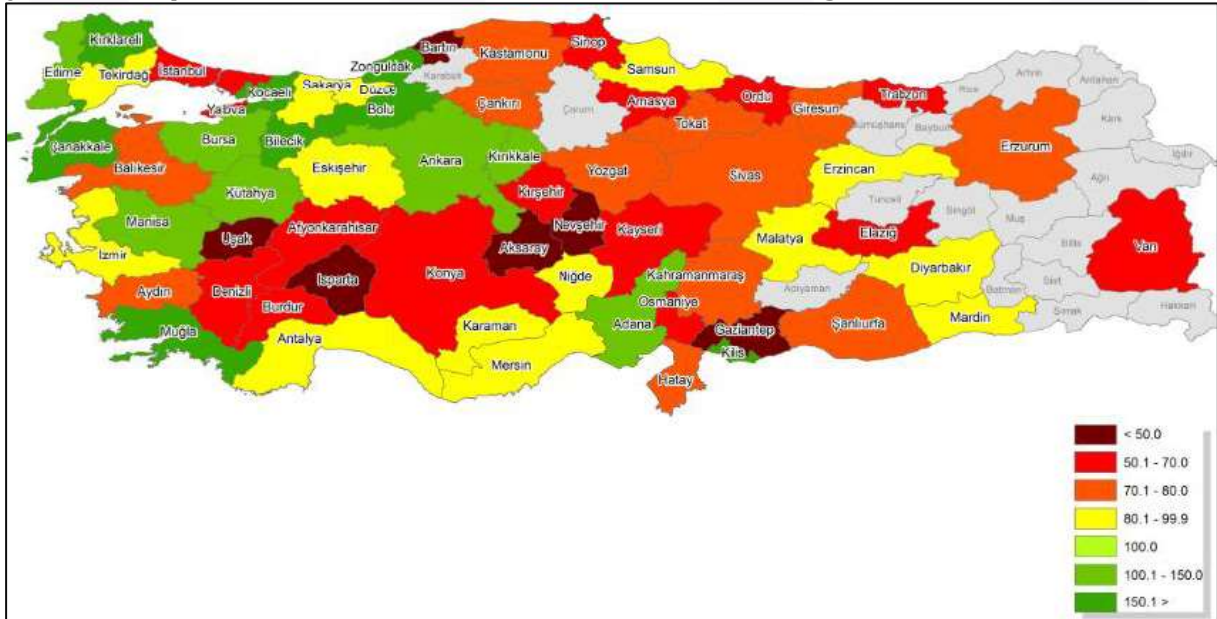 Kırklareli
Edirne
Tekirdağ
İstanbul
Kocaeli
Yalova
Sakarya
Düzce
Zonguldak
Bolu
Bartın
Karabük
Kastamonu
Sinop
Samsun
Çankırı
Çorum
Amasya
Ordu
Tokat
Giresun
Trabzon
Rize
Artvin
Ardahan
Kars
Gümüşhane
Bayburt
Erzurum
Iğdır
Ağrı
Çanakkale
Balıkesir
Bursa
Bilecik
Eskişehir
Ankara
Kırıkkale
Yozgat
Sivas
Erzincan
Tunceli
Bingöl
Muş
Kütahya
Manisa
Uşak
Afyonkarahisar
Kırşehir
Nevşehir
Aksaray
Kayseri
Malatya
Elazığ
Bitlis
Van
İzmir
Aydın
Denizli
Isparta
Burdur
Konya
Niğde
Kahramanmaraş
Adıyaman
Diyarbakır
Batman
Siirt
Şırnak
Hakkari
Muğla
Antalya
Karaman
Mersin
Adana
Osmaniye
Gaziantep
Kilis
Şanlıurfa
Mardin
Hatay
< 50.0
50.1 - 70.0
70.1 - 80.0
80.1 - 99.9
100.0
100.1 - 150.0
150.1 >